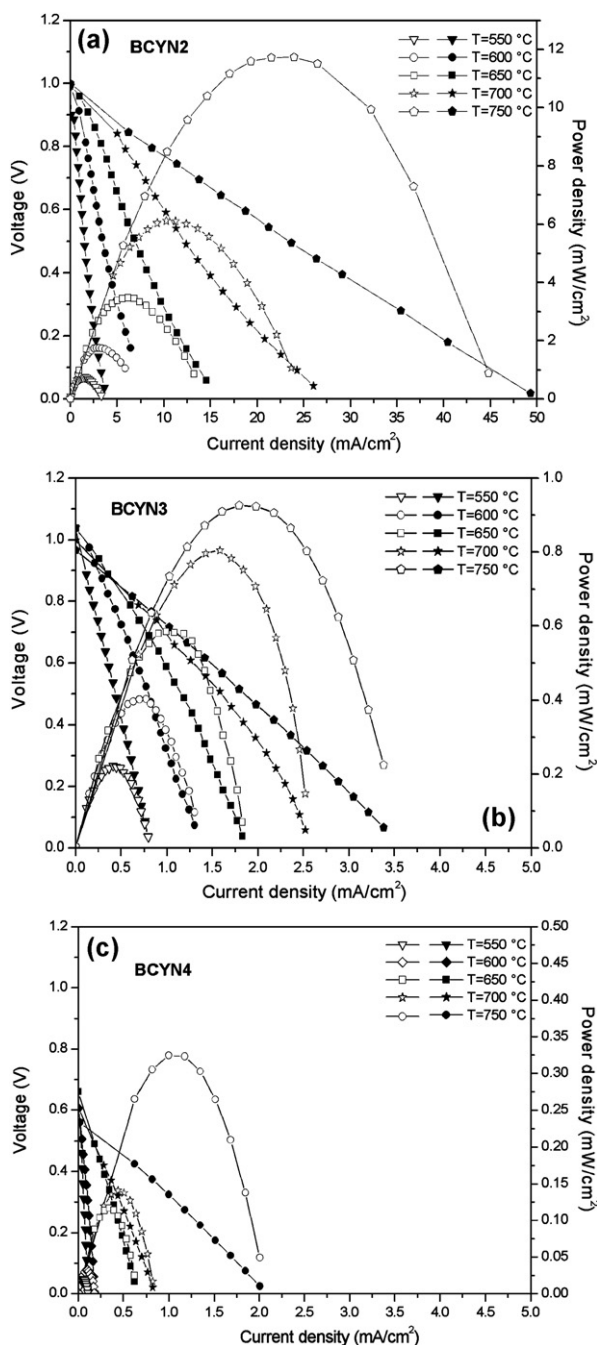 (a) BCYN2
T=550 °C
T=600 °C
T=650 °C
T=700 °C
T=750 °C
Voltage (V)
1.2
1.0
0.8
0.6
0.4
0.2
0.0
Power density (mW/cm²)
12
10
8
6
4
2
0
0 5 10 15 20 25 30 35 40 45 50
Current density (mA/cm²)
BCYN3
T=550 °C
T=600 °C
T=650 °C
T=700 °C
T=750 °C
Voltage (V)
1.2
1.0
0.8
0.6
0.4
0.2
0.0
Power density (mW/cm²)
1.0
0.8
0.6
0.4
0.2
0.0
(b)
0.0 0.5 1.0 1.5 2.0 2.5 3.0 3.5 4.0 4.5 5.0
Current density (mA/cm²)
(c) BCYN4
T=550 °C
T=600 °C
T=650 °C
T=700 °C
T=750 °C
Voltage (V)
1.2
1.0
0.8
0.6
0.4
0.2
0.0
Power density (mW/cm²)
0.50
0.45
0.40
0.35
0.30
0.25
0.20
0.15
0.10
0.05
0.00
0.0 0.5 1.0 1.5 2.0 2.5 3.0 3.5 4.0 4.5 5.0
Current density (mA/cm²)